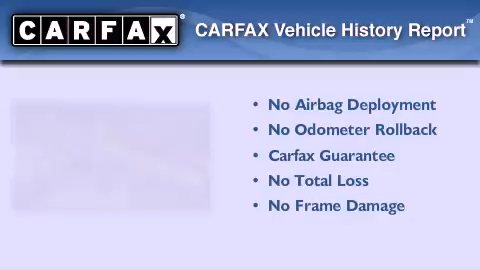 CARFAX® CARFAX Vehicle History Report™
• No Airbag Deployment
• No Odometer Rollback
• Carfax Guarantee
• No Total Loss
• No Frame Damage